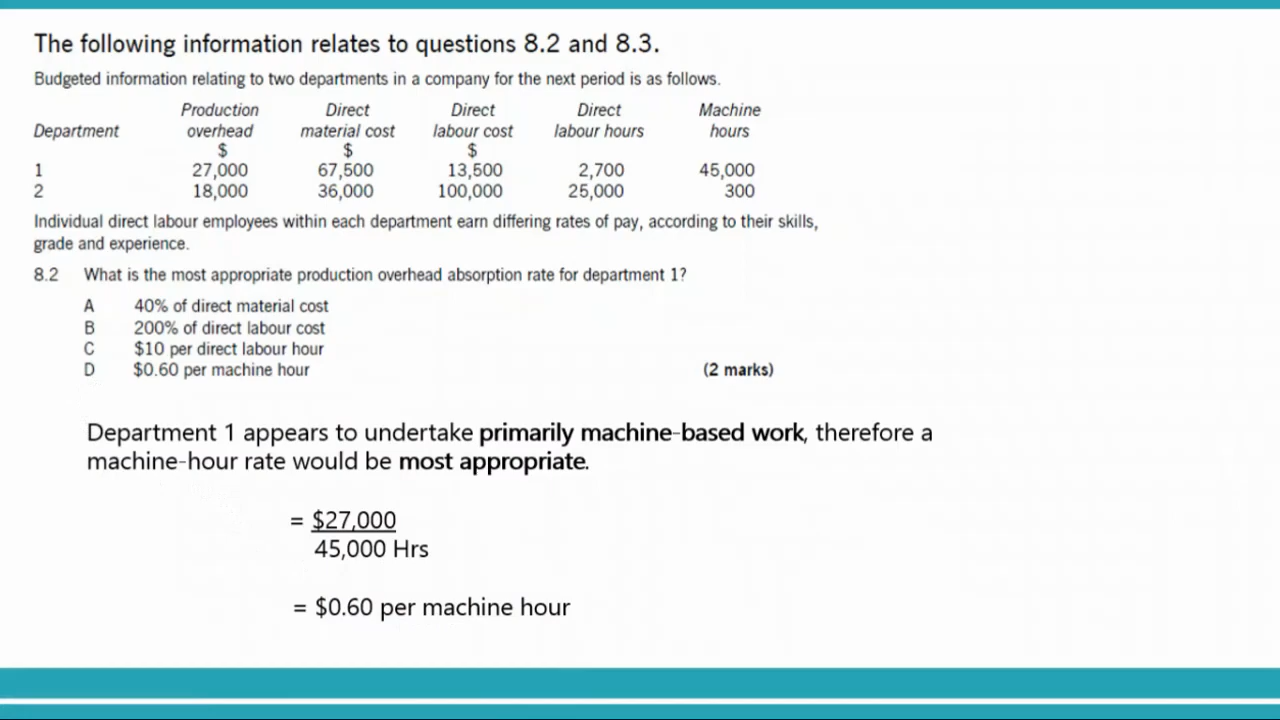 The following information relates to questions 8.2 and 8.3.
Budgeted information relating to two departments in a company for the next period is as follows.
Production Direct Direct Direct Machine
Department overhead material cost labour cost labour hours hours
$ $ $
1 27,000 67,500 13,500 2,700 45,000
2 18,000 36,000 100,000 25,000 300
Individual direct labour employees within each department earn differing rates of pay, according to their skills,
grade and experience.
8.2 What is the most appropriate production overhead absorption rate for department 1?
A 40% of direct material cost
B 200% of direct labour cost
C $10 per direct labour hour
D $0.60 per machine hour (2 marks)
Department 1 appears to undertake primarily machine-based work, therefore a
machine-hour rate would be most appropriate.
= $27,000
45,000 Hrs
= $0.60 per machine hour